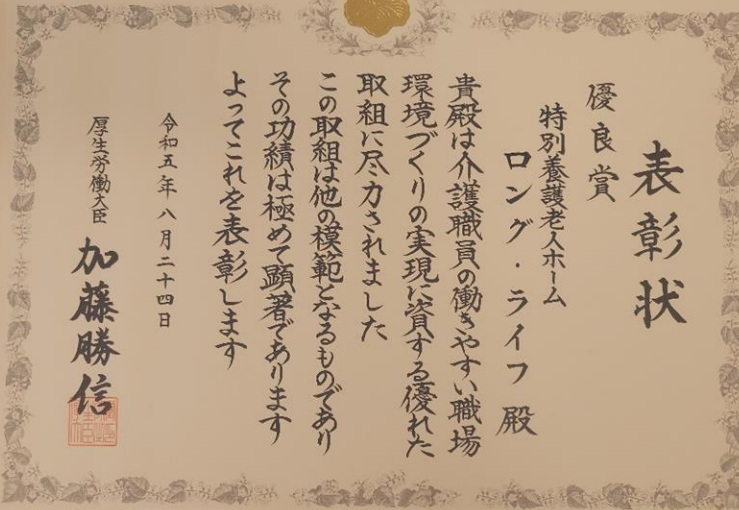 表彰状
優良賞
特別養護老人ホーム
ロング・ライフ 殿
貴殿は介護職員の働きやすい職場
環境づくりの実現に資する優れた
取組に尽力されました
この取組は他の模範となるものであり
その功績は極めて顕著であります
よってこれを表彰します
令和五年八月二十四日
厚生労働大臣 加藤勝信